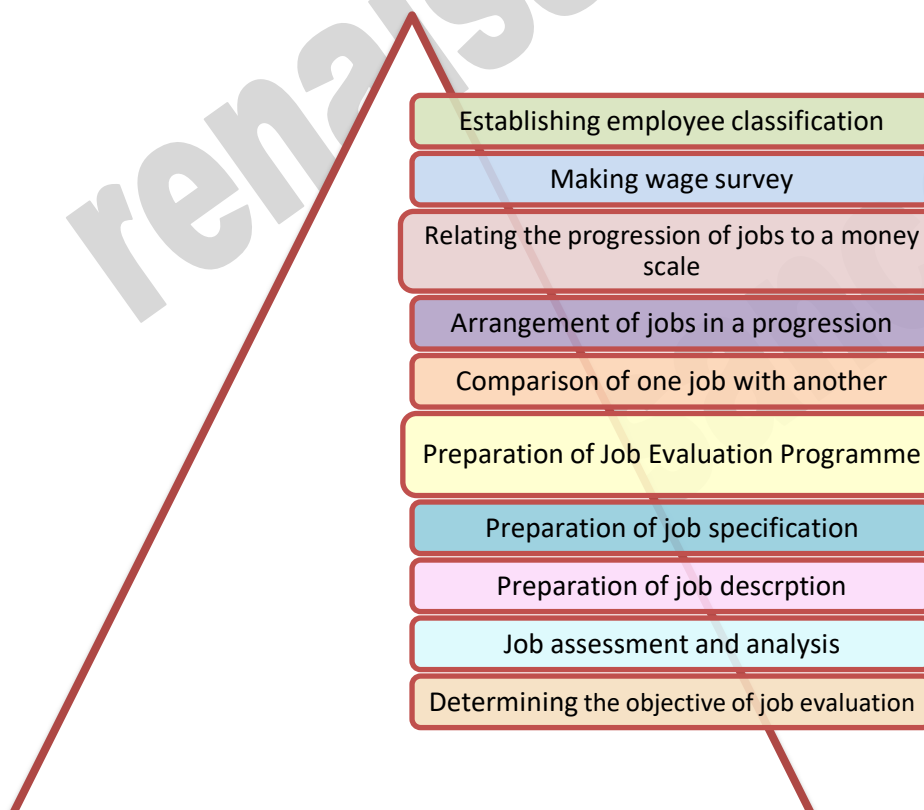 Establishing employee classification
Making wage survey
Relating the progression of jobs to a money
scale
Arrangement of jobs in a progression
Comparison of one job with another
Preparation of Job Evaluation Programme
Preparation of job specification
Preparation of job descrption
Job assessment and analysis
Determining the objective of job evaluation